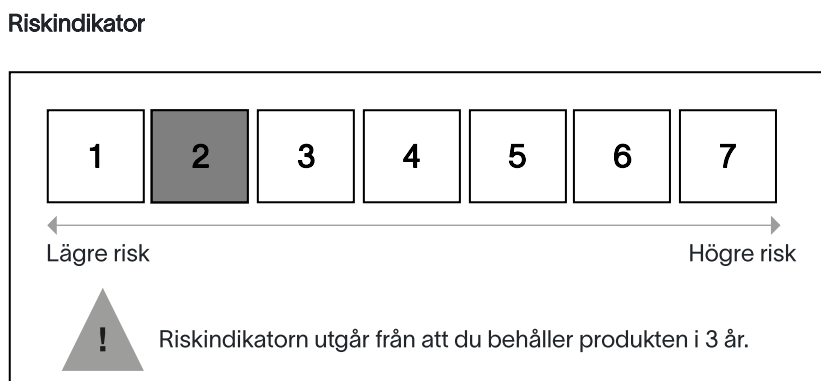 Riskindikator
1 2 3 4 5 6 7
Lägre risk Högre risk
! Riskindikatorn utgår från att du behåller produkten i 3 år.